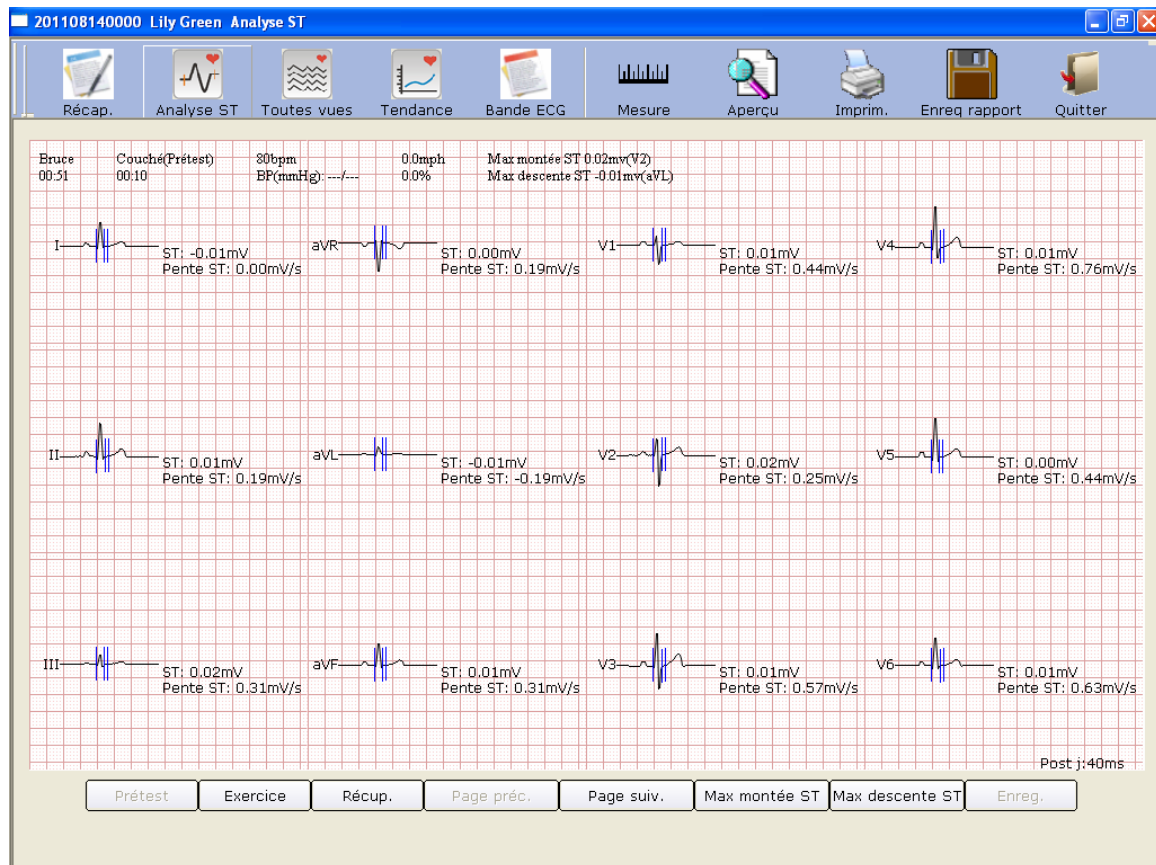 201108140000 Lily Green Analyse ST
Récap. Analyse ST Toutes vues Tendance Bande ECG Mesure Aperçu Imprim. Enreg rapport Quitter
Bruce Couché(Prétest) 80bpm 0.0mph Max montée ST 0.02mv(V2)
00:51 00:10 BP(mmHg): ---/--- 0.0% Max descente ST -0.01mv(aVL)
I ST: -0.01mV aVR ST: 0.00mV V1 ST: 0.01mV V4 ST: 0.01mV
Pente ST: 0.00mV/s Pente ST: 0.19mV/s Pente ST: 0.44mV/s Pente ST: 0.76mV/s
II ST: 0.01mV aVL ST: -0.01mV V2 ST: 0.02mV V5 ST: 0.00mV
Pente ST: 0.19mV/s Pente ST: -0.19mV/s Pente ST: 0.25mV/s Pente ST: 0.44mV/s
III ST: 0.02mV aVF ST: 0.01mV V3 ST: 0.01mV V6 ST: 0.01mV
Pente ST: 0.31mV/s Pente ST: 0.31mV/s Pente ST: 0.57mV/s Pente ST: 0.63mV/s
Post j:40ms
Prétest Exercice Récup. Page préc. Page suiv. Max montée ST Max descente ST Enreg.